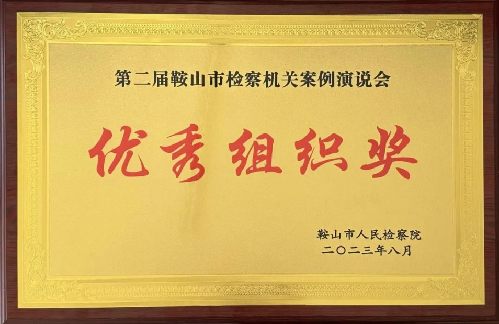 第二届鞍山市检察机关案例演说会
优秀组织奖
鞍山市人民检察院
二〇二三年八月